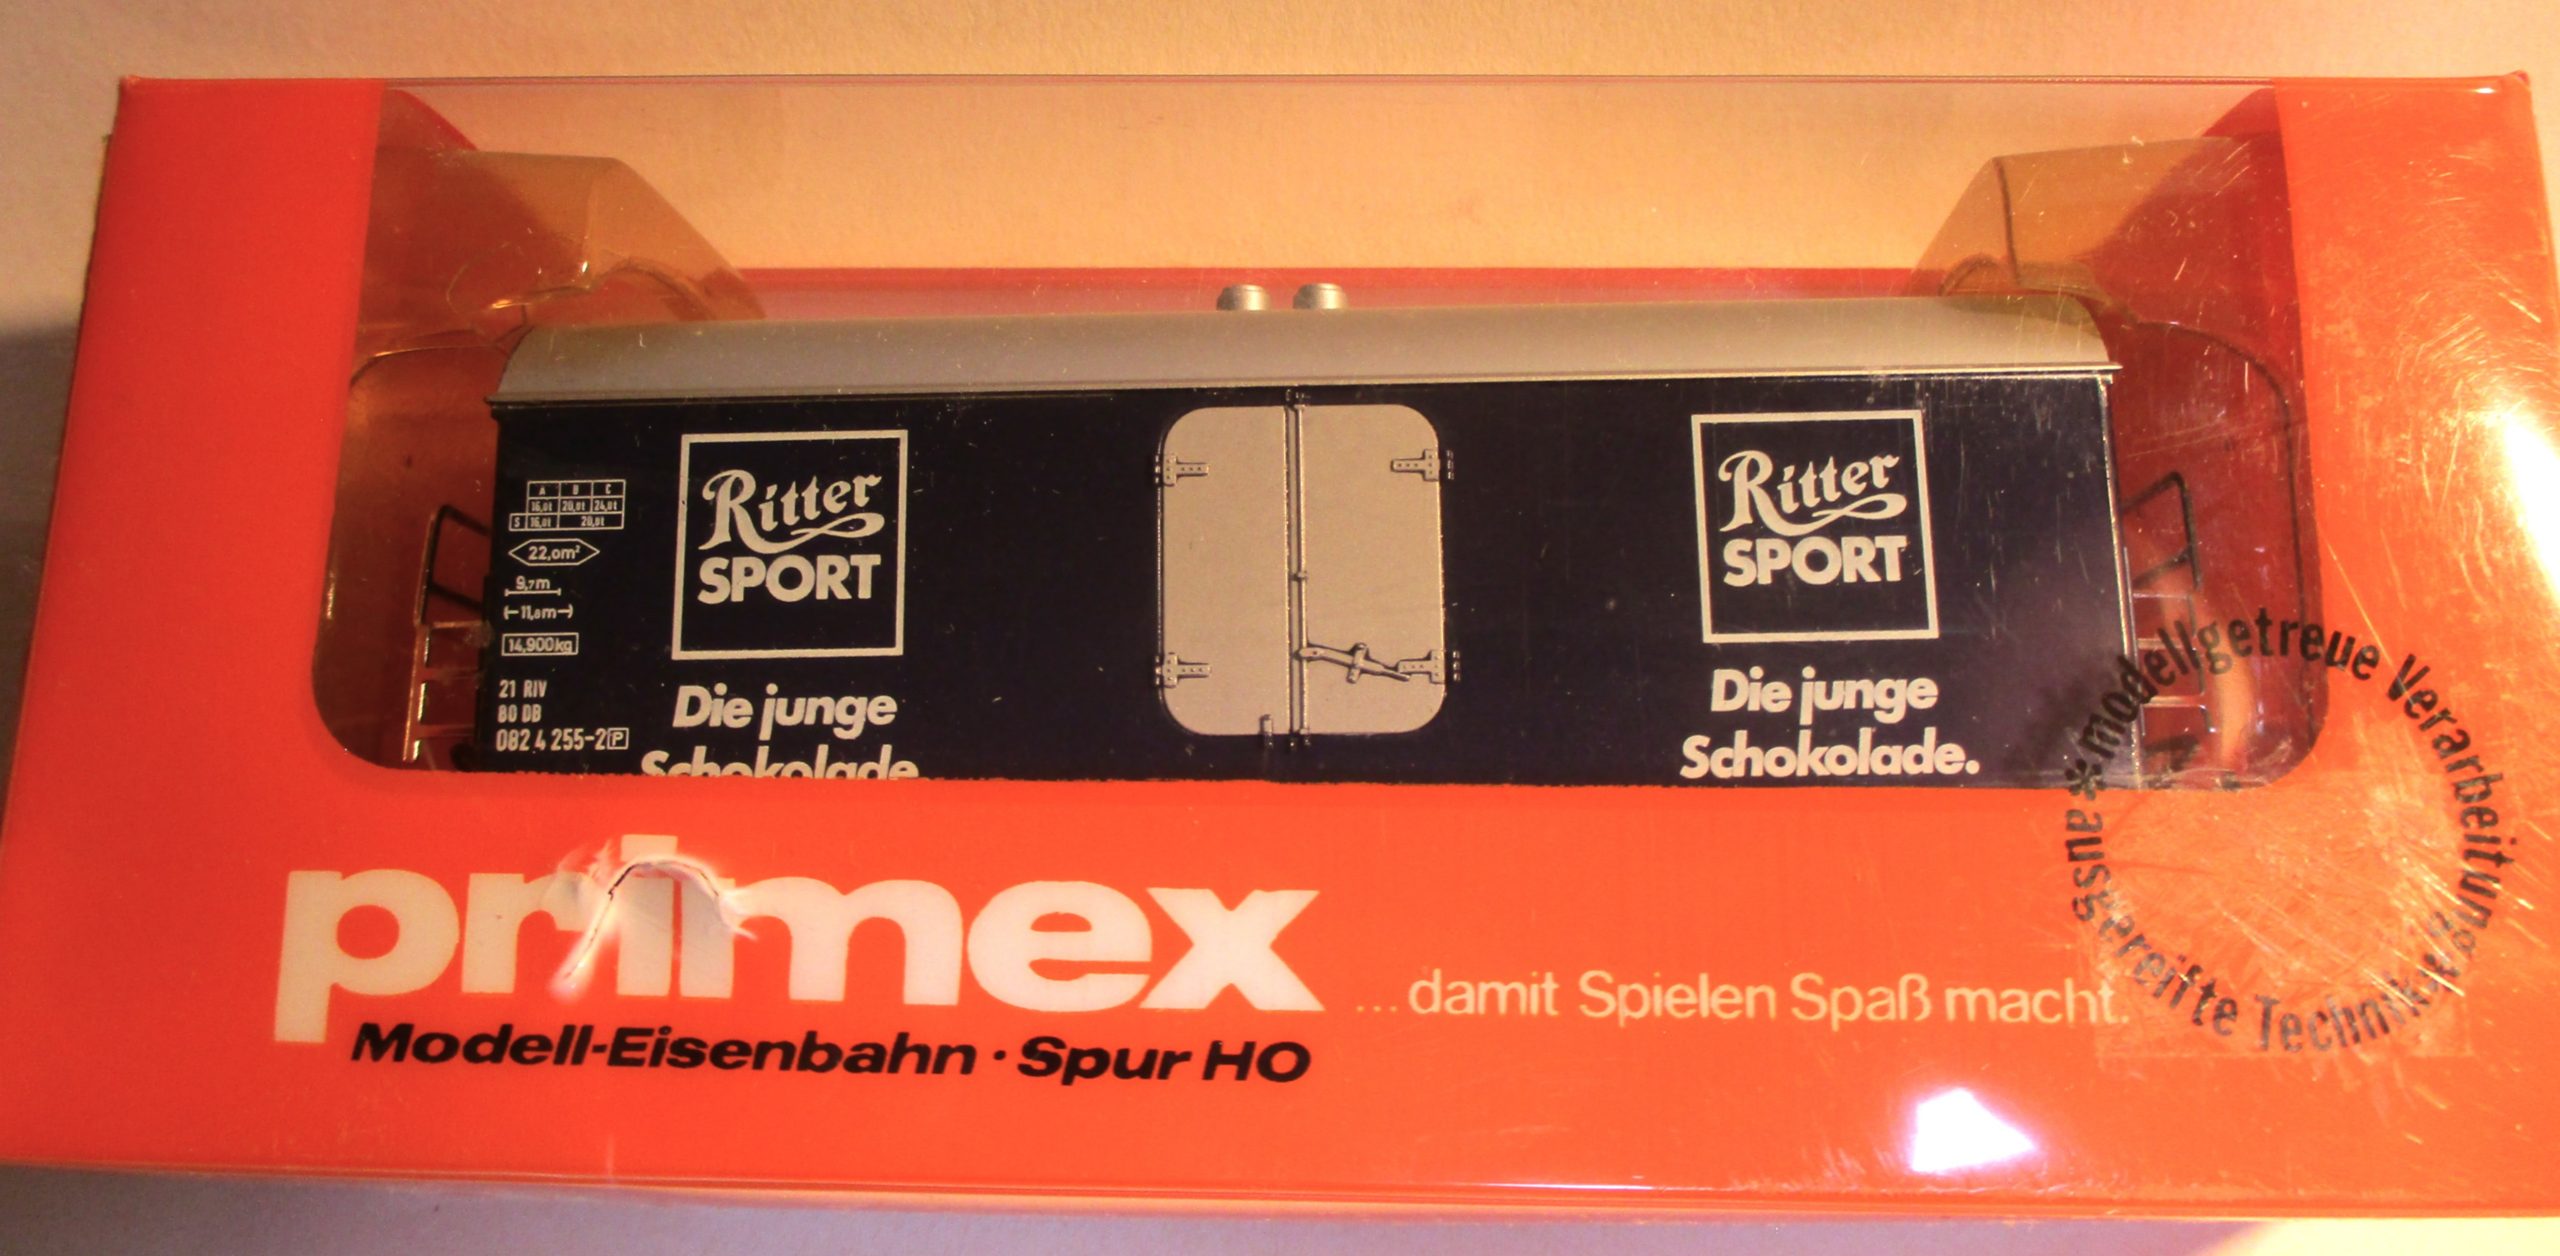 A B C
16,0t 20,0t 24,0t
S 16,0t 20,0t
22,0m²
9,7m
11,8m
14,900kg
21 RIV
80 DB
082 4 255-2 P
Ritter
SPORT
Die junge
Schokolade.
Ritter
SPORT
Die junge
Schokolade.
primex
...damit Spielen Spaß macht.
Modell-Eisenbahn · Spur HO
* modellgetreue Verarbeitung * ausgereifte Technik